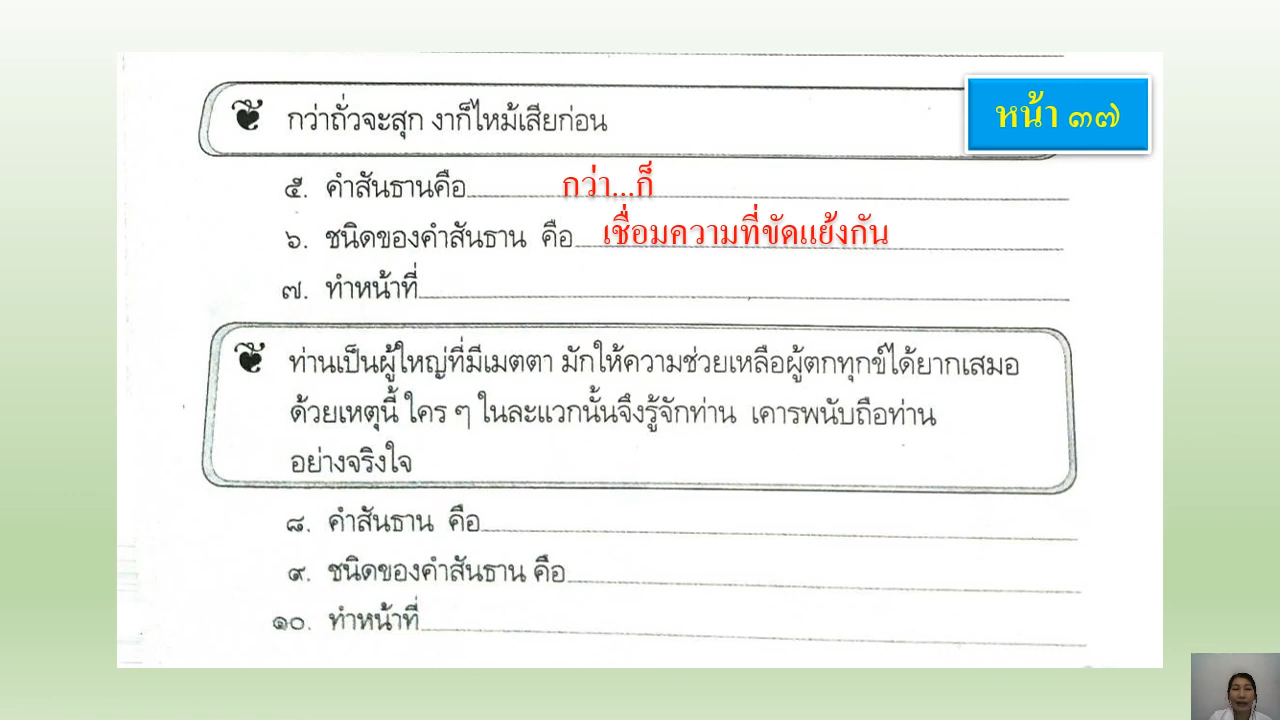 หน้า ๓๗
กว่าถั่วจะสุก งาก็ไหม้เสียก่อน
๕. คำสันธานคือ กว่า...ก็
๖. ชนิดของคำสันธาน คือ เชื่อมความที่ขัดแย้งกัน
๗. ทำหน้าที่
ท่านเป็นผู้ใหญ่ที่มีเมตตา มักให้ความช่วยเหลือผู้ตกทุกข์ได้ยากเสมอ
ด้วยเหตุนี้ ใคร ๆ ในละแวกนั้นจึงรู้จักท่าน เคารพนับถือท่าน
อย่างจริงใจ
๘. คำสันธาน คือ
๙. ชนิดของคำสันธาน คือ
๑๐. ทำหน้าที่